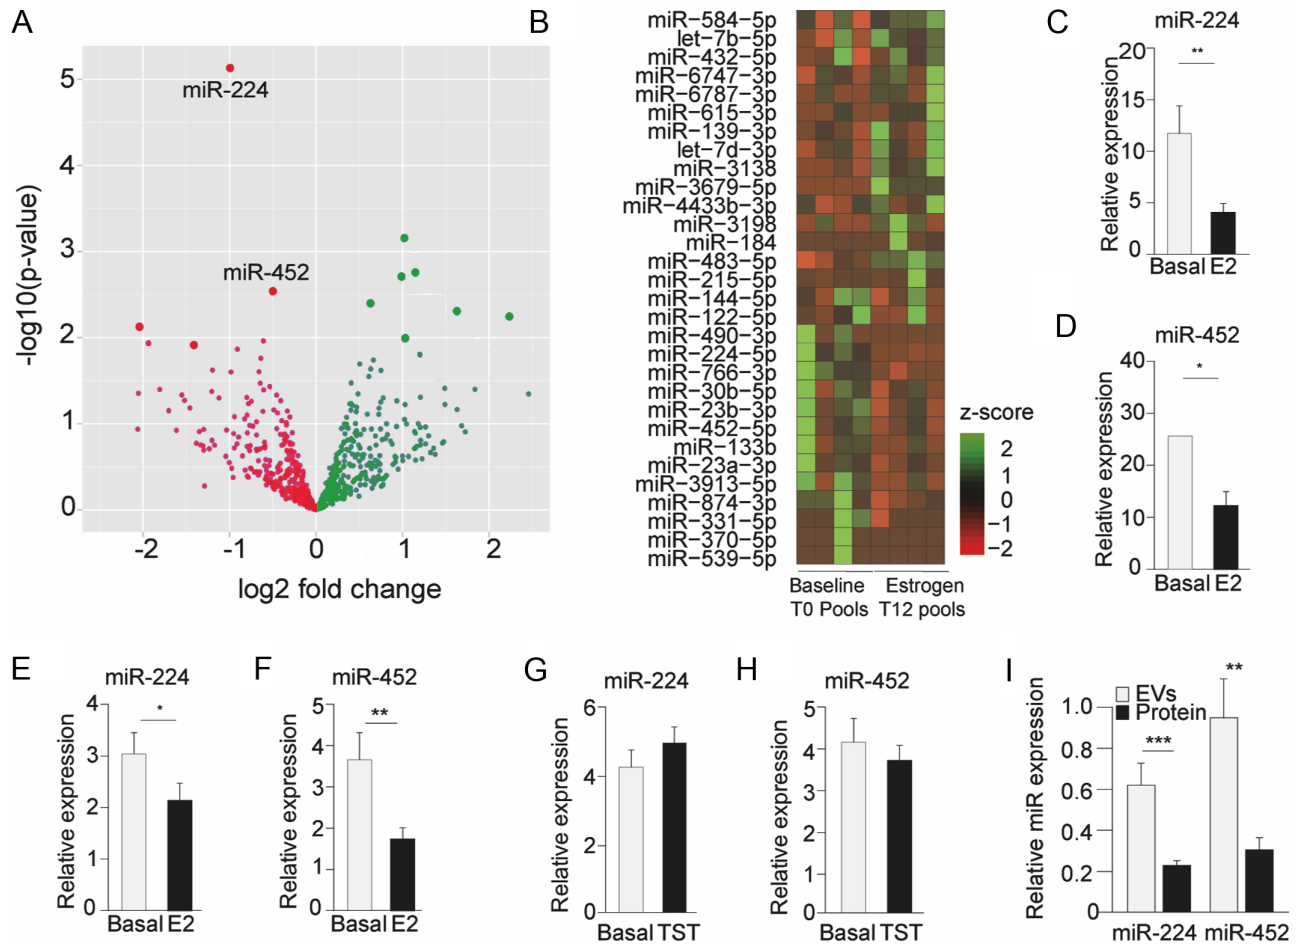 A
-log10(p-value)
5
4
3
2
1
0
miR-224
miR-452
-2
-1
0
1
2
log2 fold change
B
miR−584−5p
let−7b−5p
miR−432−5p
miR−6747−3p
miR−6787−3p
miR−615−3p
miR−139−3p
let−7d−3p
miR−3138
miR−3679−5p
miR−4433b−3p
miR−3198
miR−184
miR−483−5p
miR−215−5p
miR−144−5p
miR−122−5p
miR−490−3p
miR−224−5p
miR−766−3p
miR−30b−5p
miR−23b−3p
miR−452−5p
miR−133b
miR−23a−3p
miR−3913−5p
miR−874−3p
miR−331−5p
miR−370−5p
miR−539−5p
Baseline
T0 Pools
Estrogen
T12 pools
z-score
2
1
0
−1
−2
C
miR-224
Relative expression
20
15
10
5
0
**
Basal E2
D
miR-452
Relative expression
40
30
20
10
0
*
Basal E2
E
miR-224
Relative expression
4
3
2
1
0
*
Basal E2
F
miR-452
Relative expression
5
4
3
2
1
0
**
Basal E2
G
miR-224
Relative expression
6
4
2
0
Basal TST
H
miR-452
Relative expression
5
4
3
2
1
0
Basal TST
I
Relative miR expression
1.0
0.8
0.6
0.4
0.2
0
EVs
Protein
***
**
miR-224
miR-452